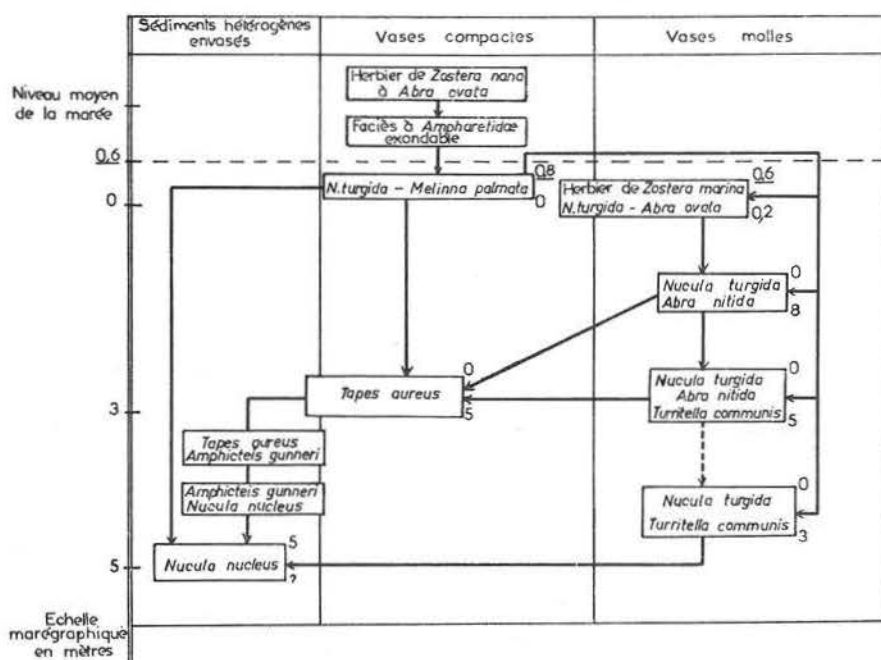 Sédiments hétérogènes
envasés
Vases compactes
Vases molles
Herbier de Zostera nana
à Abra ovata
Niveau moyen
de la marée
Faciès à Ampharetidae
exondable
0,6
N.turgida - Melinna palmata
0,8
0
Herbier de Zostera marina
N.turgida - Abra ovata
0,6
0,2
0
Nucula turgida
Abra nitida
0
8
Tapes aureus
0
5
Nucula turgida
Abra nitida
Turritella communis
0
5
3
Tapes aureus
Amphicteis gunneri
Amphicteis gunneri
Nucula nucleus
Nucula turgida
Turritella communis
0
3
Nucula nucleus
5
?
5
Echelle
marégraphique
en mètres